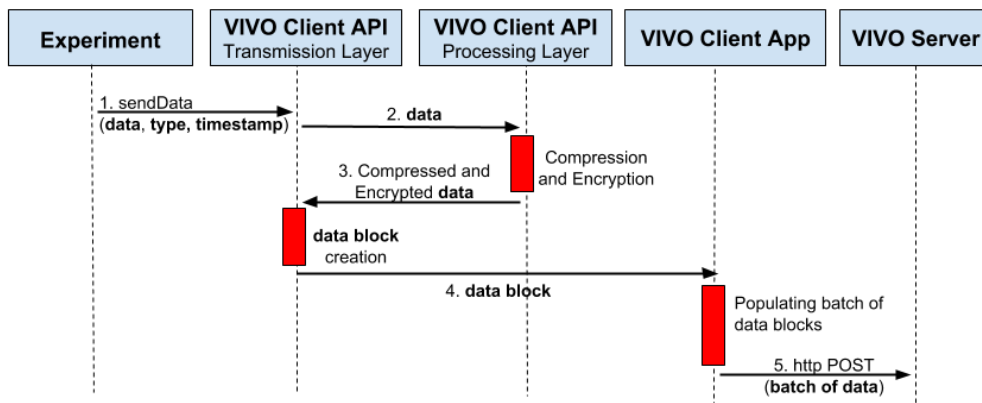 Experiment
VIVO Client API
Transmission Layer
VIVO Client API
Processing Layer
VIVO Client App
VIVO Server
1. sendData
(data, type, timestamp)
2. data
Compression
and Encryption
3. Compressed and
Encrypted data
data block
creation
4. data block
Populating batch of
data blocks
5. http POST
(batch of data)